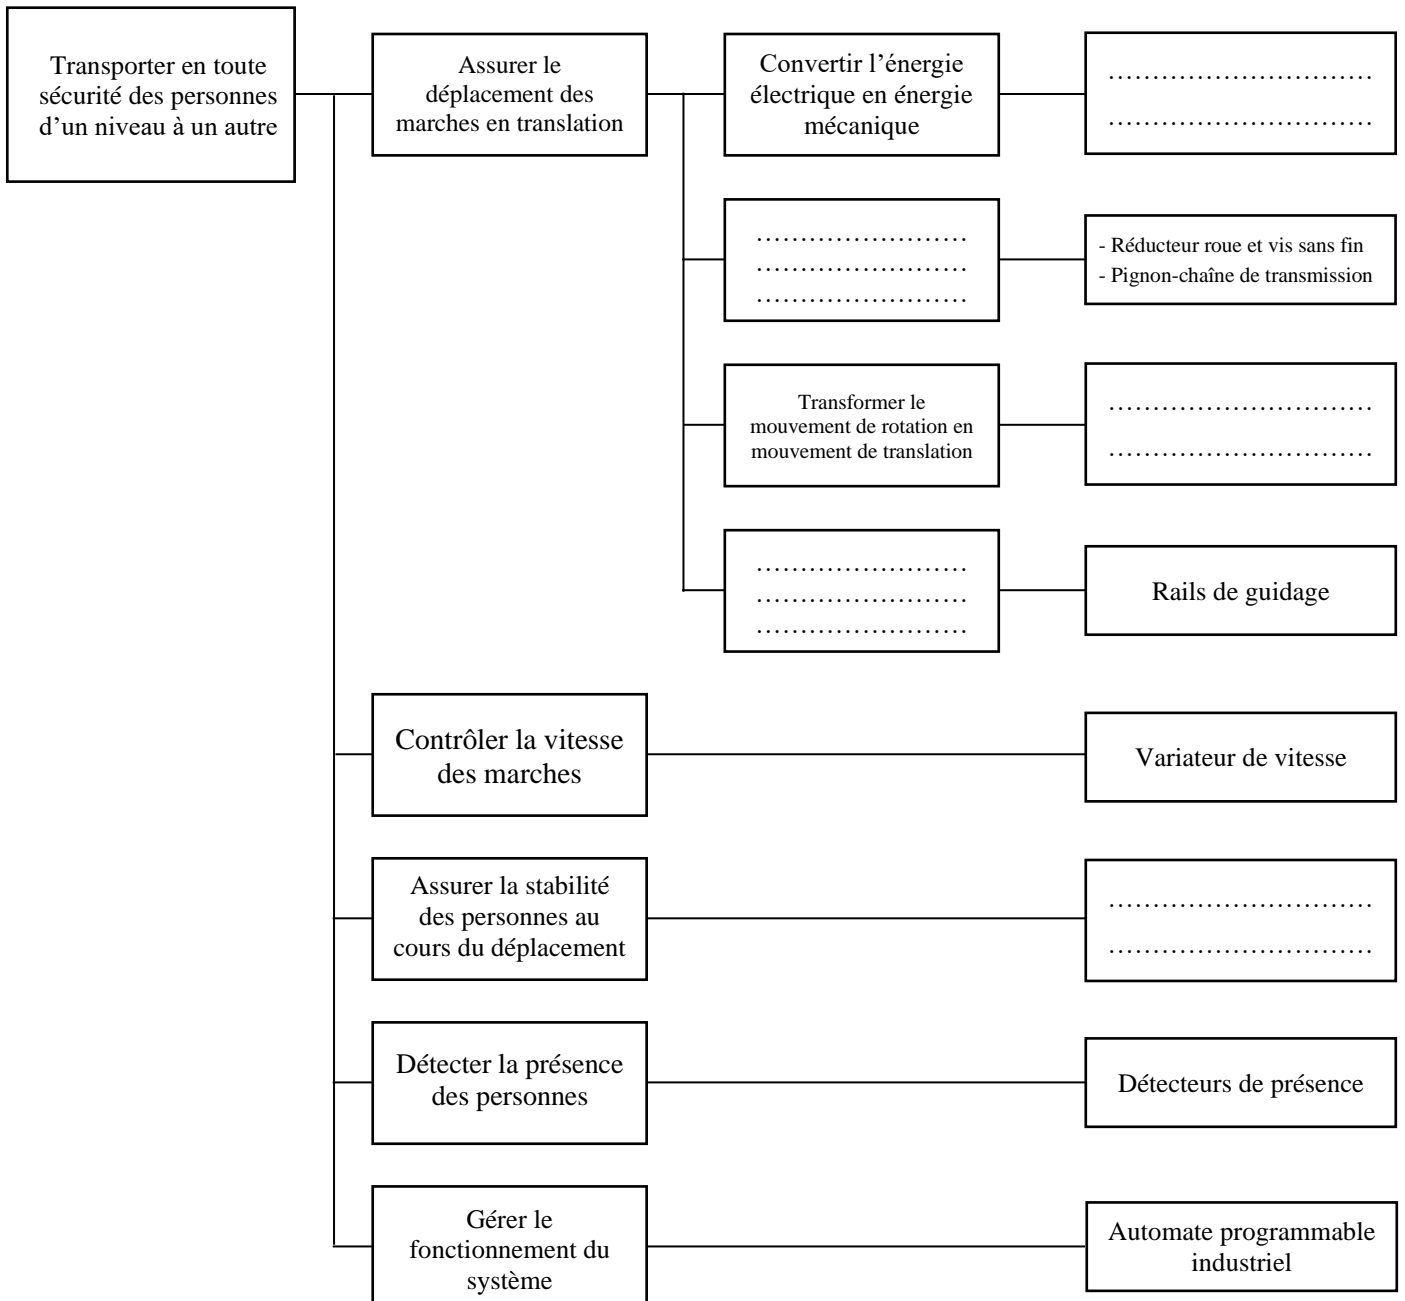 Transporter en toute
sécurité des personnes
d'un niveau à un autre
Assurer le
déplacement des
marches en translation
Convertir l'énergie
électrique en énergie
mécanique
…………………………
…………………………
……………………
……………………
……………………
- Réducteur roue et vis sans fin
- Pignon-chaîne de transmission
Transformer le
mouvement de rotation en
mouvement de translation
…………………………
…………………………
……………………
……………………
……………………
Rails de guidage
Contrôler la vitesse
des marches
Variateur de vitesse
Assurer la stabilité
des personnes au
cours du déplacement
…………………………
…………………………
Détecter la présence
des personnes
Détecteurs de présence
Gérer le
fonctionnement du
système
Automate programmable
industriel